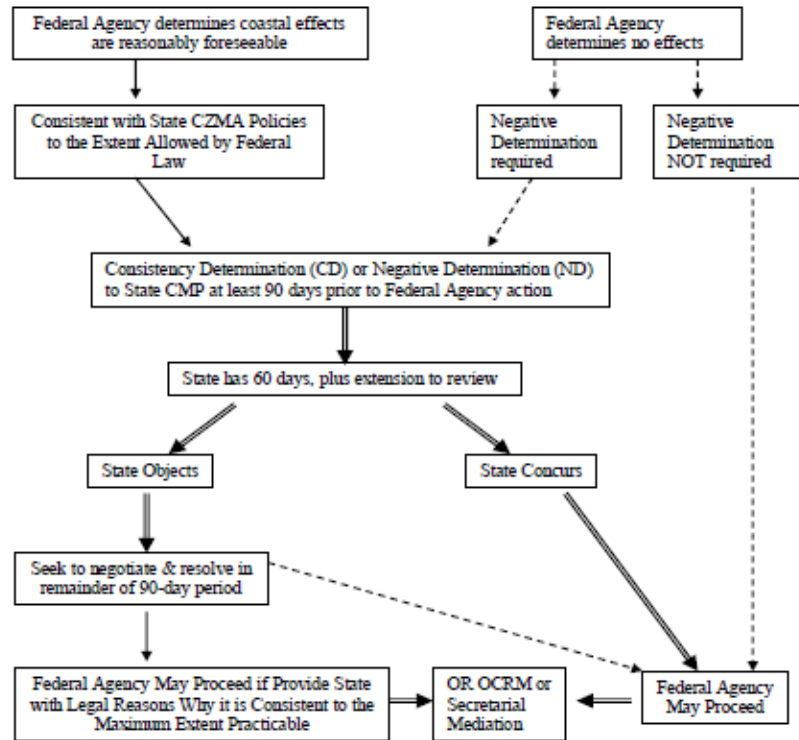 Federal Agency determines coastal effects
are reasonably foreseeable
Federal Agency
determines no effects
Consistent with State CZMA Policies
to the Extent Allowed by Federal
Law
Negative
Determination
required
Negative
Determination
NOT required
Consistency Determination (CD) or Negative Determination (ND)
to State CMP at least 90 days prior to Federal Agency action
State has 60 days, plus extension to review
State Objects
State Concurs
Seek to negotiate & resolve in
remainder of 90-day period
Federal Agency May Proceed if Provide State
with Legal Reasons Why it is Consistent to the
Maximum Extent Practicable
OR OCRM or
Secretarial
Mediation
Federal Agency
May Proceed